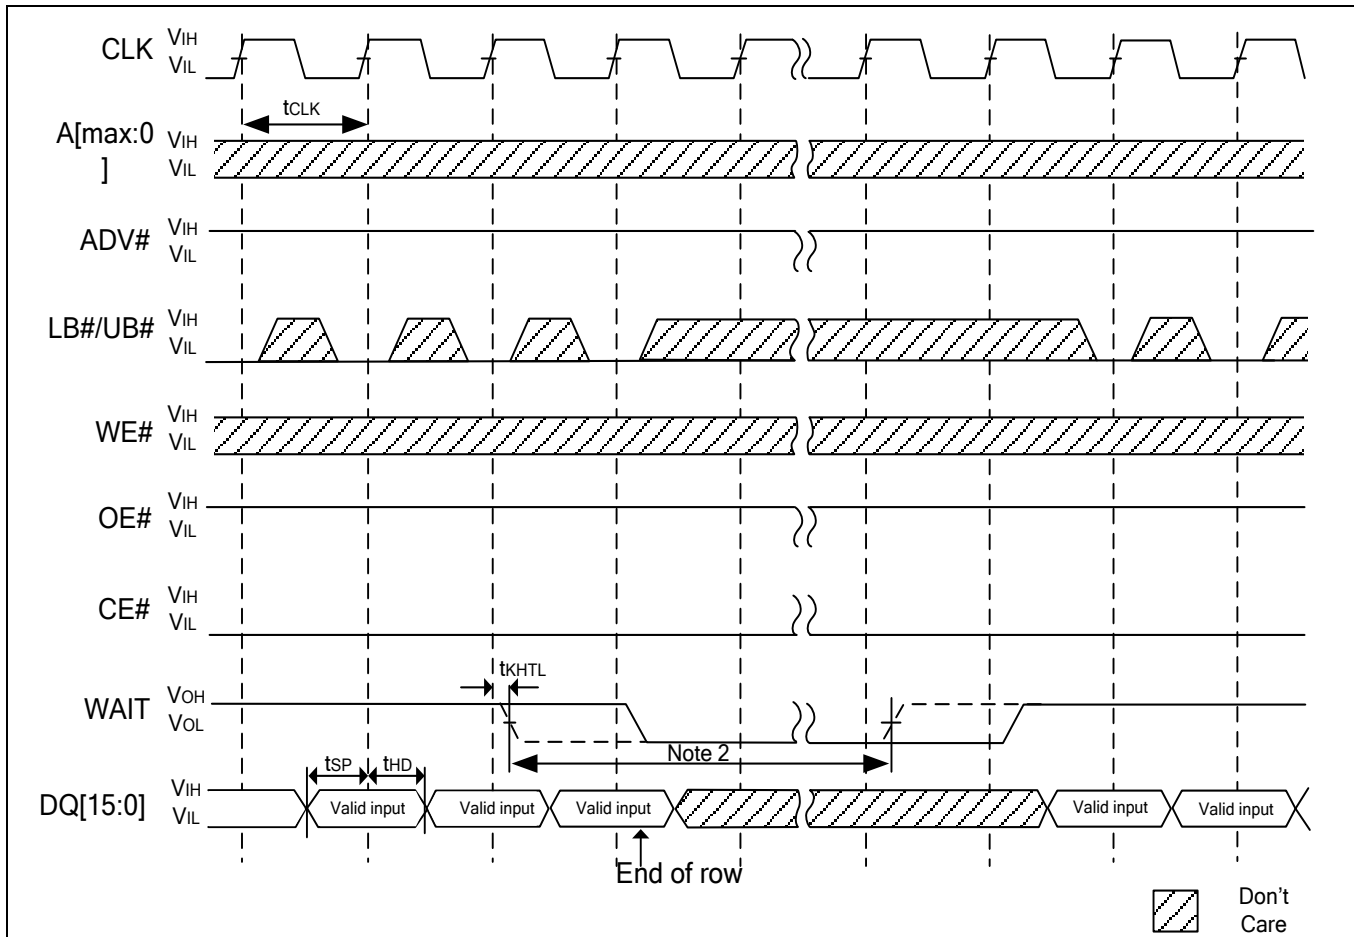 CLK VIH
VIL
tCLK
A[max:0
] VIH
VIL
ADV# VIH
VIL
LB#/UB# VIH
VIL
WE# VIH
VIL
OE# VIH
VIL
CE# VIH
VIL
tKHTL
WAIT VOH
VOL
Note 2
tSP tHD
DQ[15:0] VIH
VIL
Valid input Valid input Valid input Valid input Valid input
End of row
Don't
Care